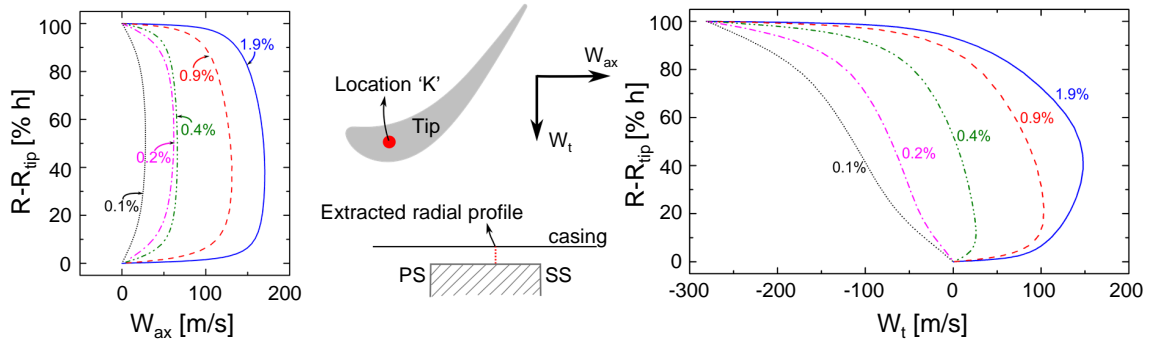 R-R_tip [% h]
100
80
60
40
20
0
1.9%
0.9%
0.4%
0.2%
0.1%
0 100 200
W_ax [m/s]
Location ‘K’
Tip
W_ax
W_t
Extracted radial profile
casing
PS SS
R-R_tip [% h]
100
80
60
40
20
0
1.9%
0.9%
0.4%
0.2%
0.1%
-300 -200 -100 0 100 200
W_t [m/s]